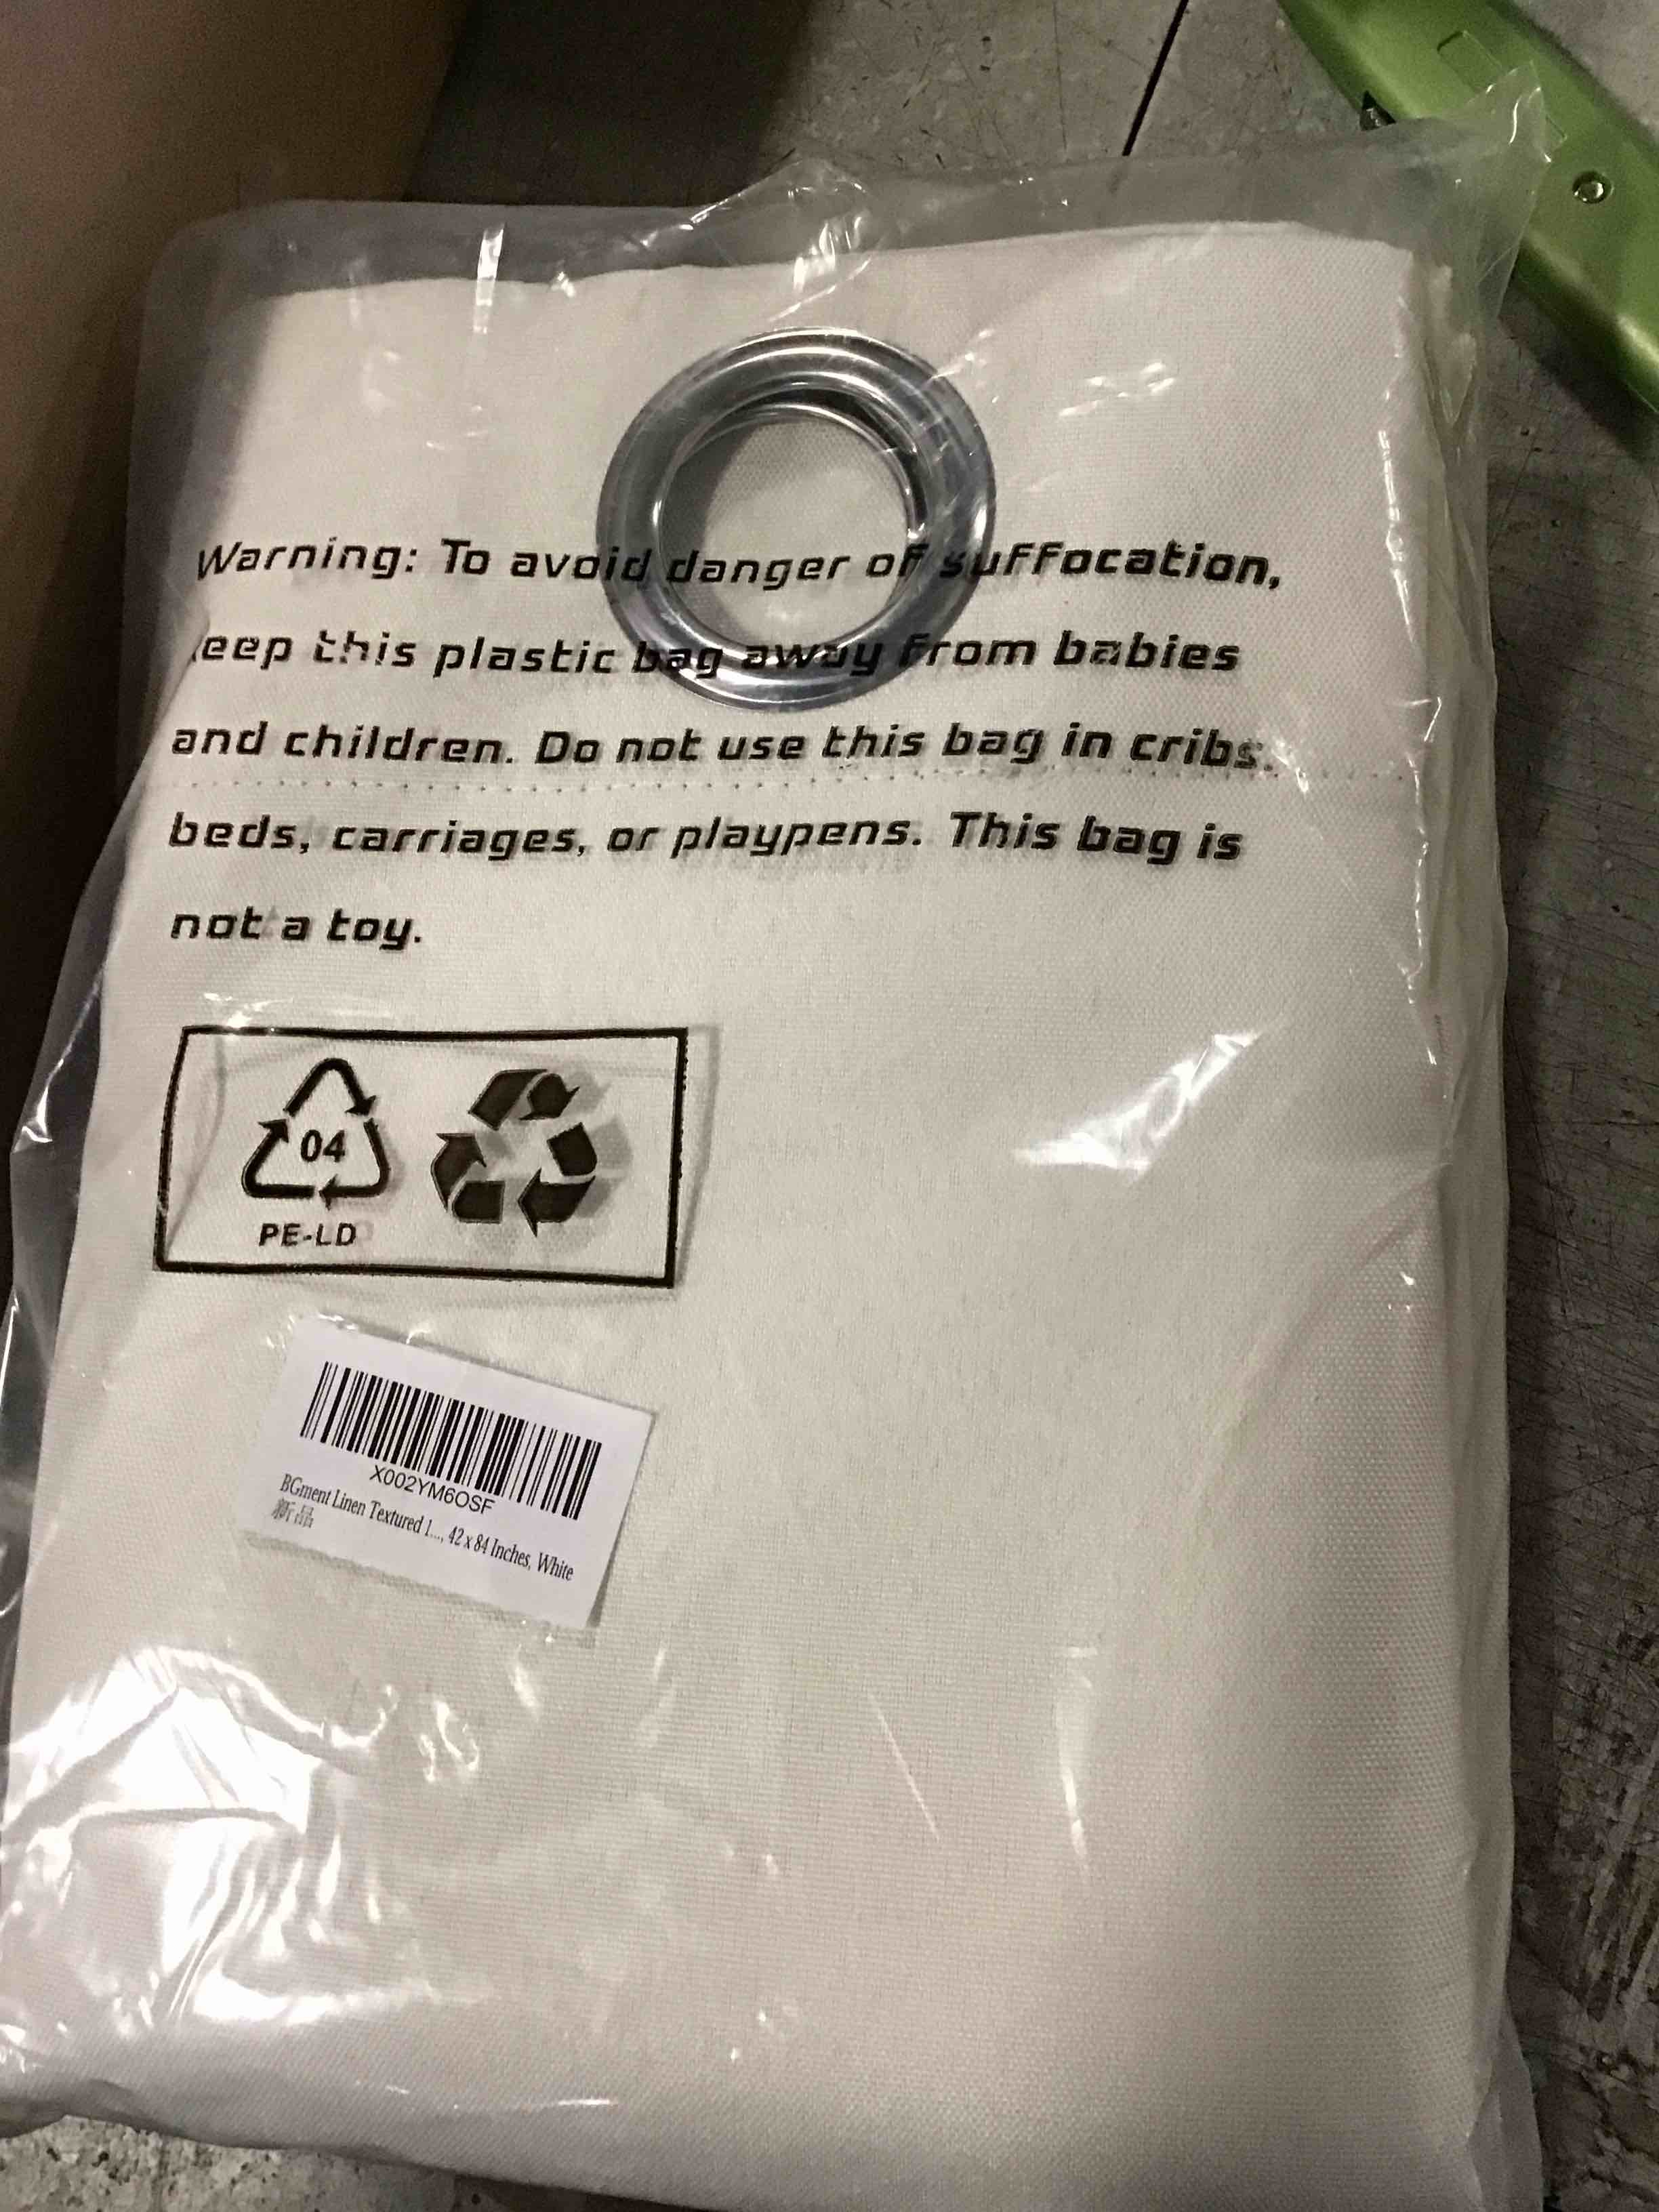 Warning: To avoid danger of suffocation,
eep this plastic bag away from babies
and children. Do not use this bag in cribs.
beds, carriages, or playpens. This bag is
not a toy.
04
PE-LD
X002YM6OSF
BGment Linen Textured 1..., 42 x 84 Inches, White
新品